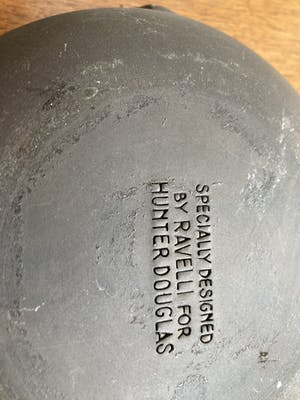 SPECIALLY DESIGNED
BY RAVELLI FOR
HUNTER DOUGLAS